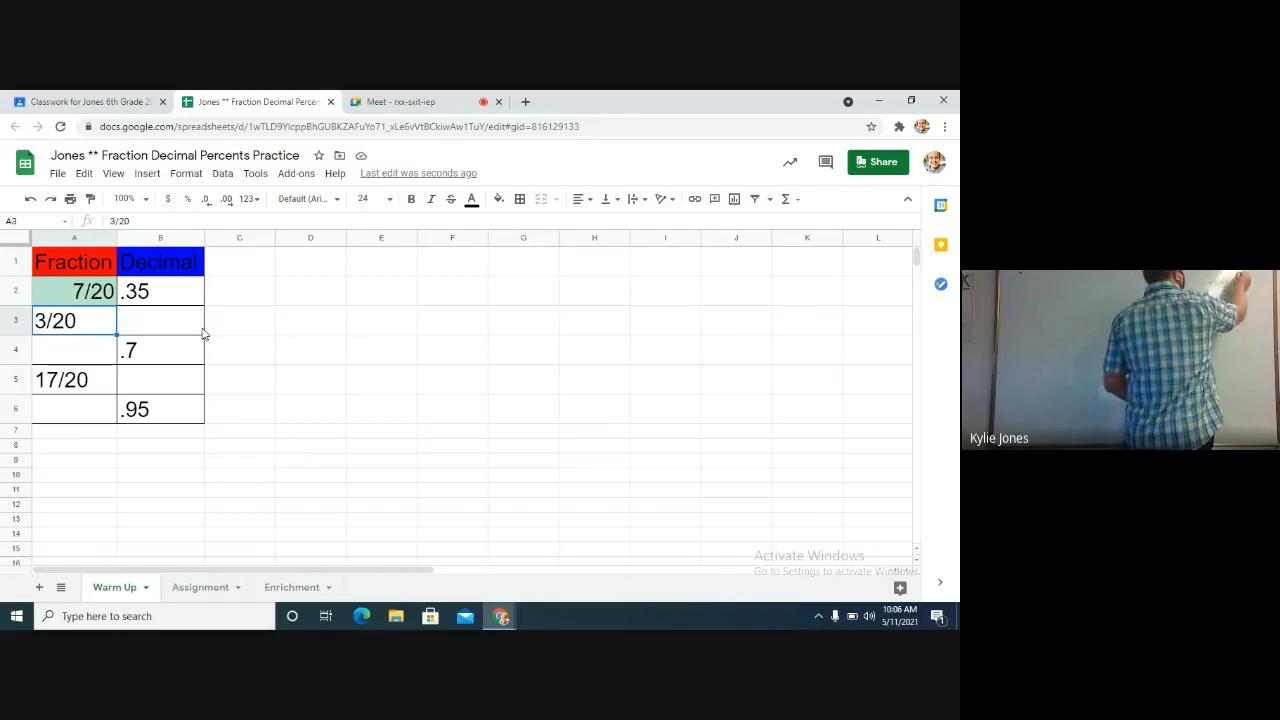 Classwork for Jones 6th Grade
Jones ** Fraction Decimal Percen
Meet - rxx-sxit-iep
docs.google.com/spreadsheets/d/1wTLD9YicppBhGUBKZAFuYo71_xLe6vVtBCkiwAw1TuY/edit#gid=816129133
Jones ** Fraction Decimal Percents Practice
File Edit View Insert Format Data Tools Add-ons Help Last edit was seconds ago
Share
100% $ % .0 .00 123 Default (Ari... 24 B I S A
A3 fx 3/20
A B C D E F G H I J K L
1 Fraction Decimal
2 7/20 .35
3 3/20
4 .7
5 17/20
6 .95
7
8
9
10
11
12
13
14
15
16
Activate Windows
Go to Settings to activate Windows.
Warm Up Assignment Enrichment
Type here to search
10:06 AM
5/11/2021
Kylie Jones